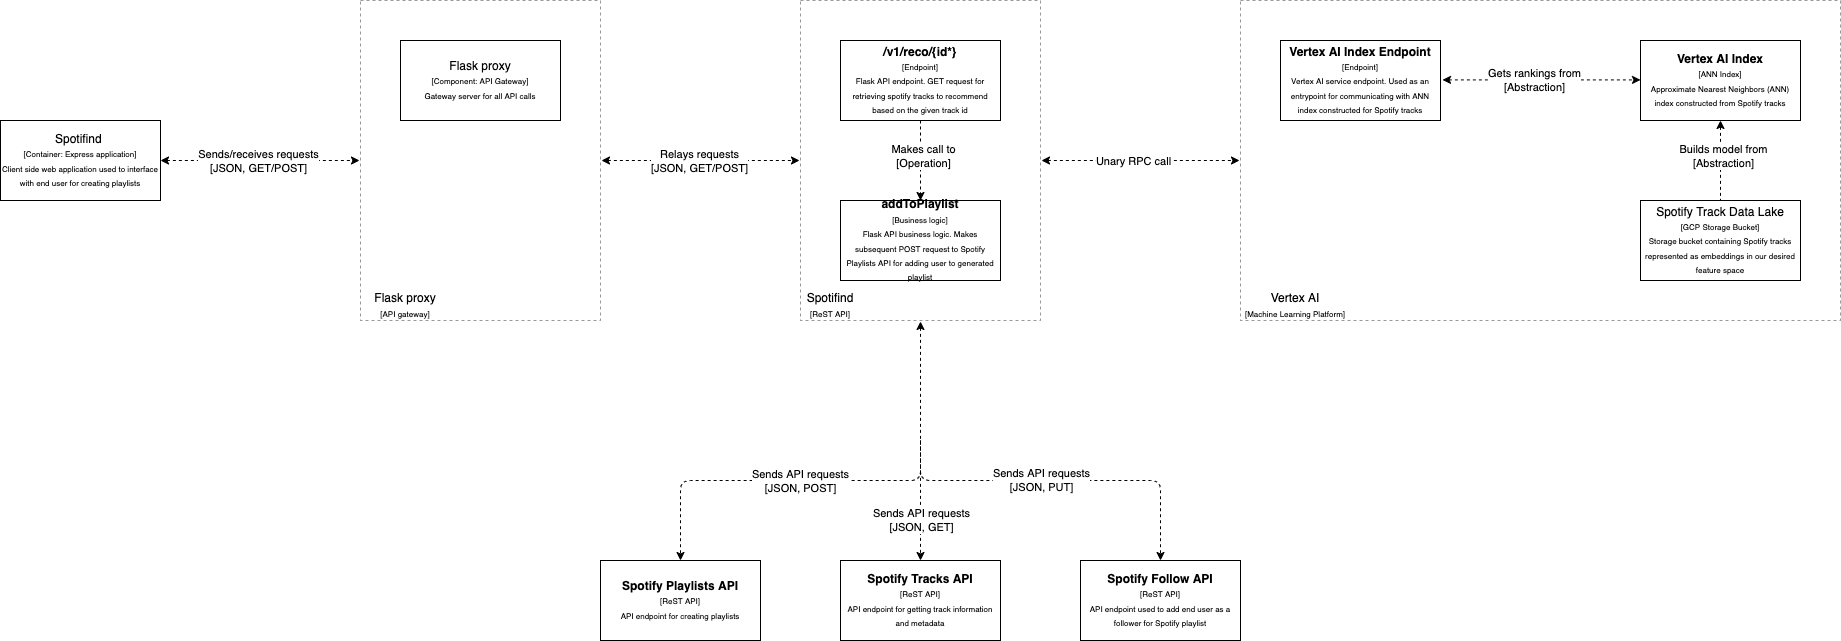 Spotifind
[Container: Express application]
Client side web application used to interface
with end user for creating playlists
Sends/receives requests
[JSON, GET/POST]
Flask proxy
[Component: API Gateway]
Gateway server for all API calls
Flask proxy
[API gateway]
Relays requests
[JSON, GET/POST]
/v1/reco/{id*}
[Endpoint]
Flask API endpoint. GET request for
retrieving spotify tracks to recommend
based on the given track id
Makes call to
[Operation]
addToPlaylist
[Business logic]
Flask API business logic. Makes
subsequent POST request to Spotify
Playlists API for adding user to generated
playlist
Spotifind
[ReST API]
Unary RPC call
Vertex AI Index Endpoint
[Endpoint]
Vertex AI service endpoint. Used as an
entrypoint for communicating with ANN
index constructed for Spotify tracks
Gets rankings from
[Abstraction]
Vertex AI Index
[ANN Index]
Approximate Nearest Neighbors (ANN)
index constructed from Spotify tracks
Builds model from
[Abstraction]
Spotify Track Data Lake
[GCP Storage Bucket]
Storage bucket containing Spotify tracks
represented as embeddings in our desired
feature space
Vertex AI
[Machine Learning Platform]
Sends API requests
[JSON, POST]
Sends API requests
[JSON, GET]
Sends API requests
[JSON, PUT]
Spotify Playlists API
[ReST API]
API endpoint for creating playlists
Spotify Tracks API
[ReST API]
API endpoint for getting track information
and metadata
Spotify Follow API
[ReST API]
API endpoint used to add end user as a
follower for Spotify playlist